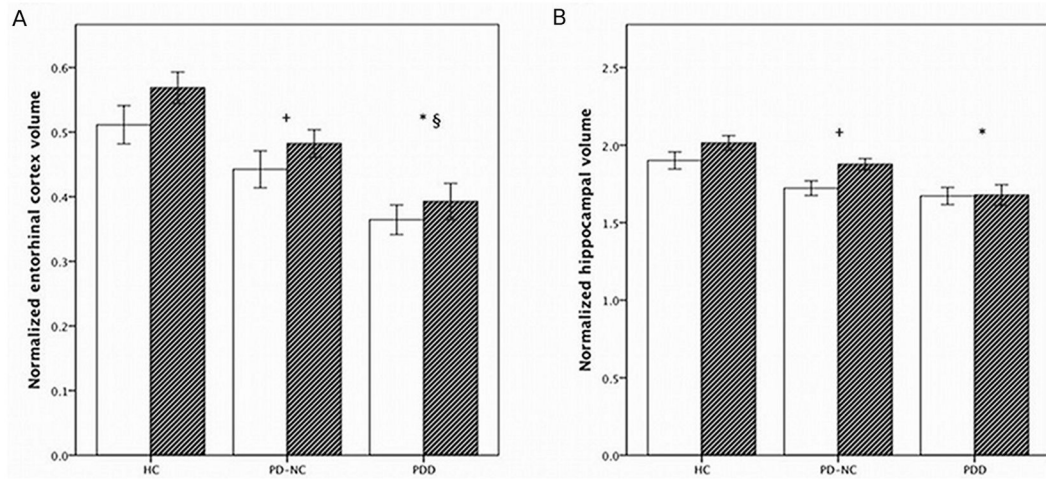 A
Normalized entorhinal cortex volume
0.6
0.5
0.4
0.3
0.2
0.1
0.0
+
* §
HC
PD-NC
PDD
B
Normalized hippocampal volume
2.5
2.0
1.5
1.0
0.5
0.0
+
*
HC
PD-NC
PDD